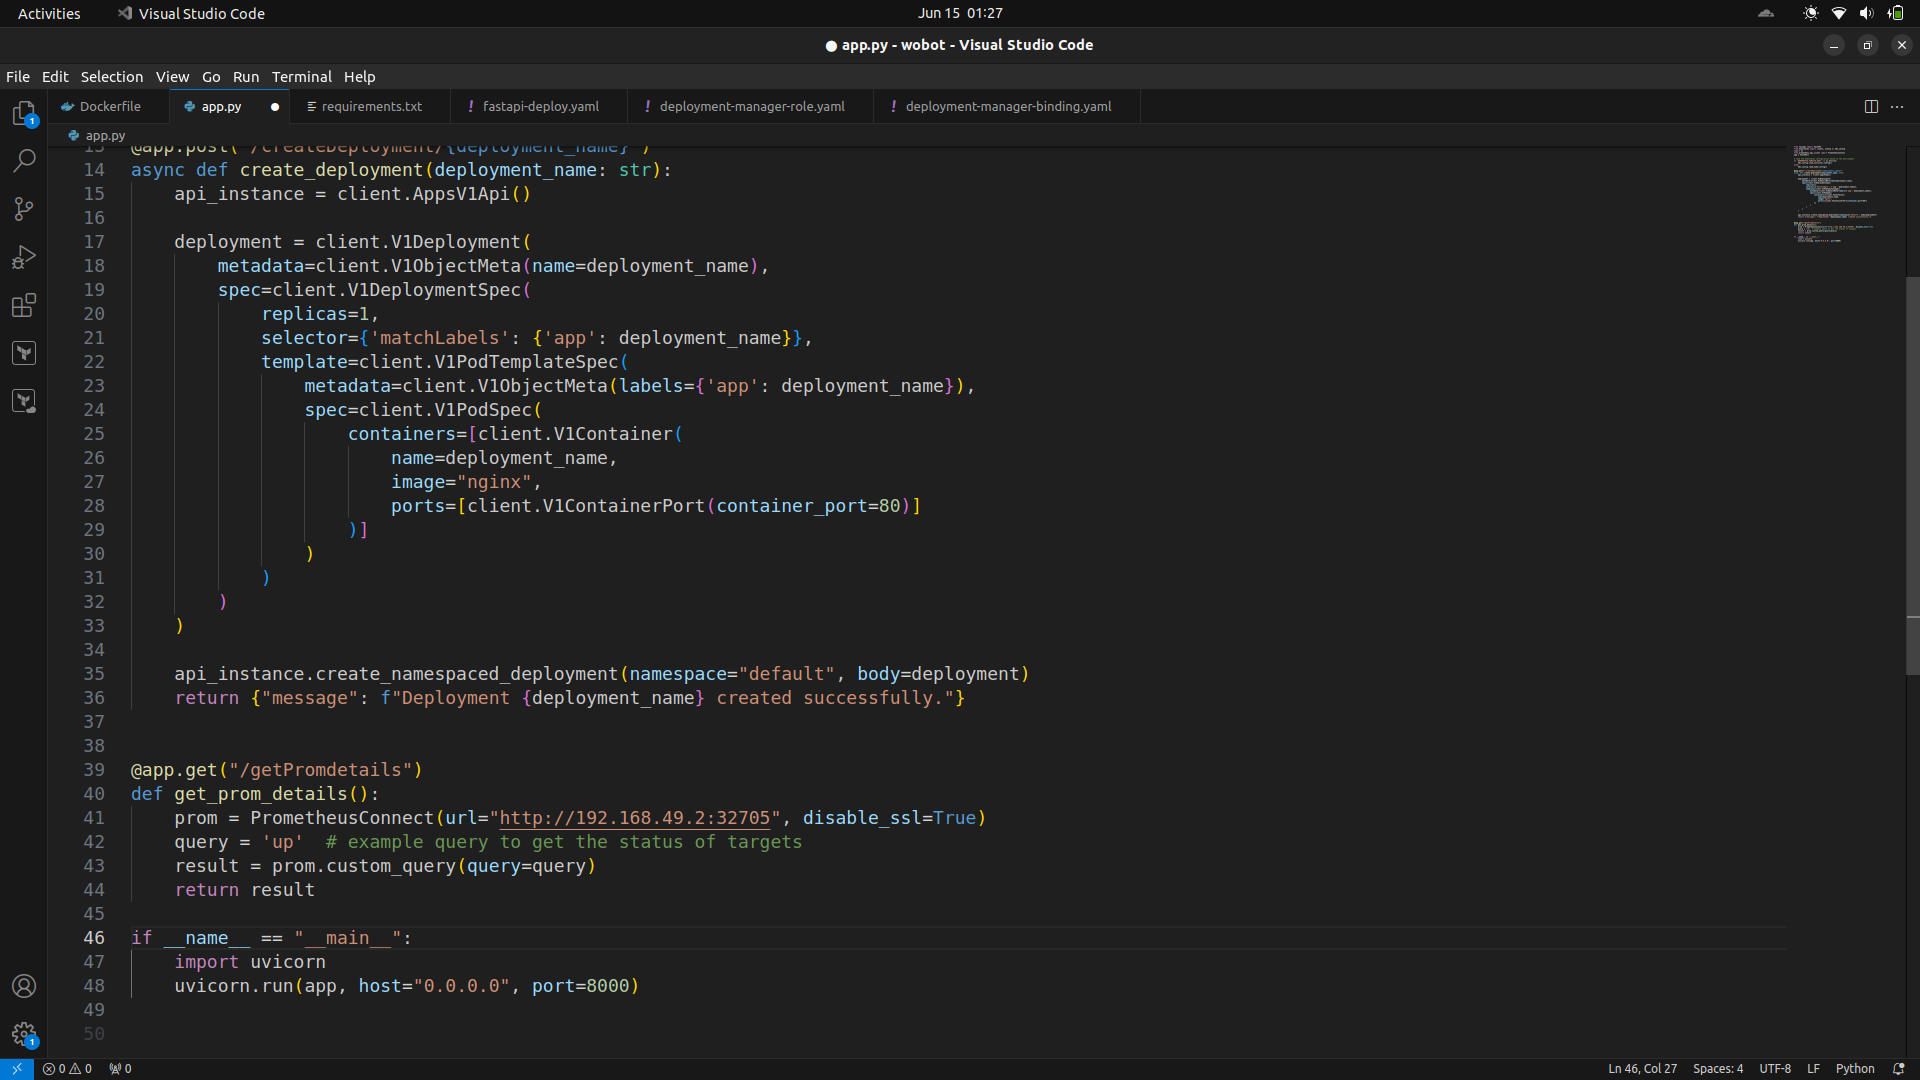 Activities Visual Studio Code Jun 15 01:27
● app.py - wobot - Visual Studio Code
File Edit Selection View Go Run Terminal Help
Dockerfile app.py requirements.txt ! fastapi-deploy.yaml ! deployment-manager-role.yaml ! deployment-manager-binding.yaml
1
app.py
13 @app.post("/createDeployment/{deployment_name}")
14 async def create_deployment(deployment_name: str):
15 api_instance = client.AppsV1Api()
16
17 deployment = client.V1Deployment(
18 metadata=client.V1ObjectMeta(name=deployment_name),
19 spec=client.V1DeploymentSpec(
20 replicas=1,
21 selector={'matchLabels': {'app': deployment_name}},
22 template=client.V1PodTemplateSpec(
23 metadata=client.V1ObjectMeta(labels={'app': deployment_name}),
24 spec=client.V1PodSpec(
25 containers=[client.V1Container(
26 name=deployment_name,
27 image="nginx",
28 ports=[client.V1ContainerPort(container_port=80)]
29 )]
30 )
31 )
32 )
33 )
34
35 api_instance.create_namespaced_deployment(namespace="default", body=deployment)
36 return {"message": f"Deployment {deployment_name} created successfully."}
37
38
39 @app.get("/getPromdetails")
40 def get_prom_details():
41 prom = PrometheusConnect(url="http://192.168.49.2:32705", disable_ssl=True)
42 query = 'up'  # example query to get the status of targets
43 result = prom.custom_query(query=query)
44 return result
45
46 if __name__ == "__main__":
47 import uvicorn
48 uvicorn.run(app, host="0.0.0.0", port=8000)
49
50
1
0 0 0 Ln 46, Col 27 Spaces: 4 UTF-8 LF Python